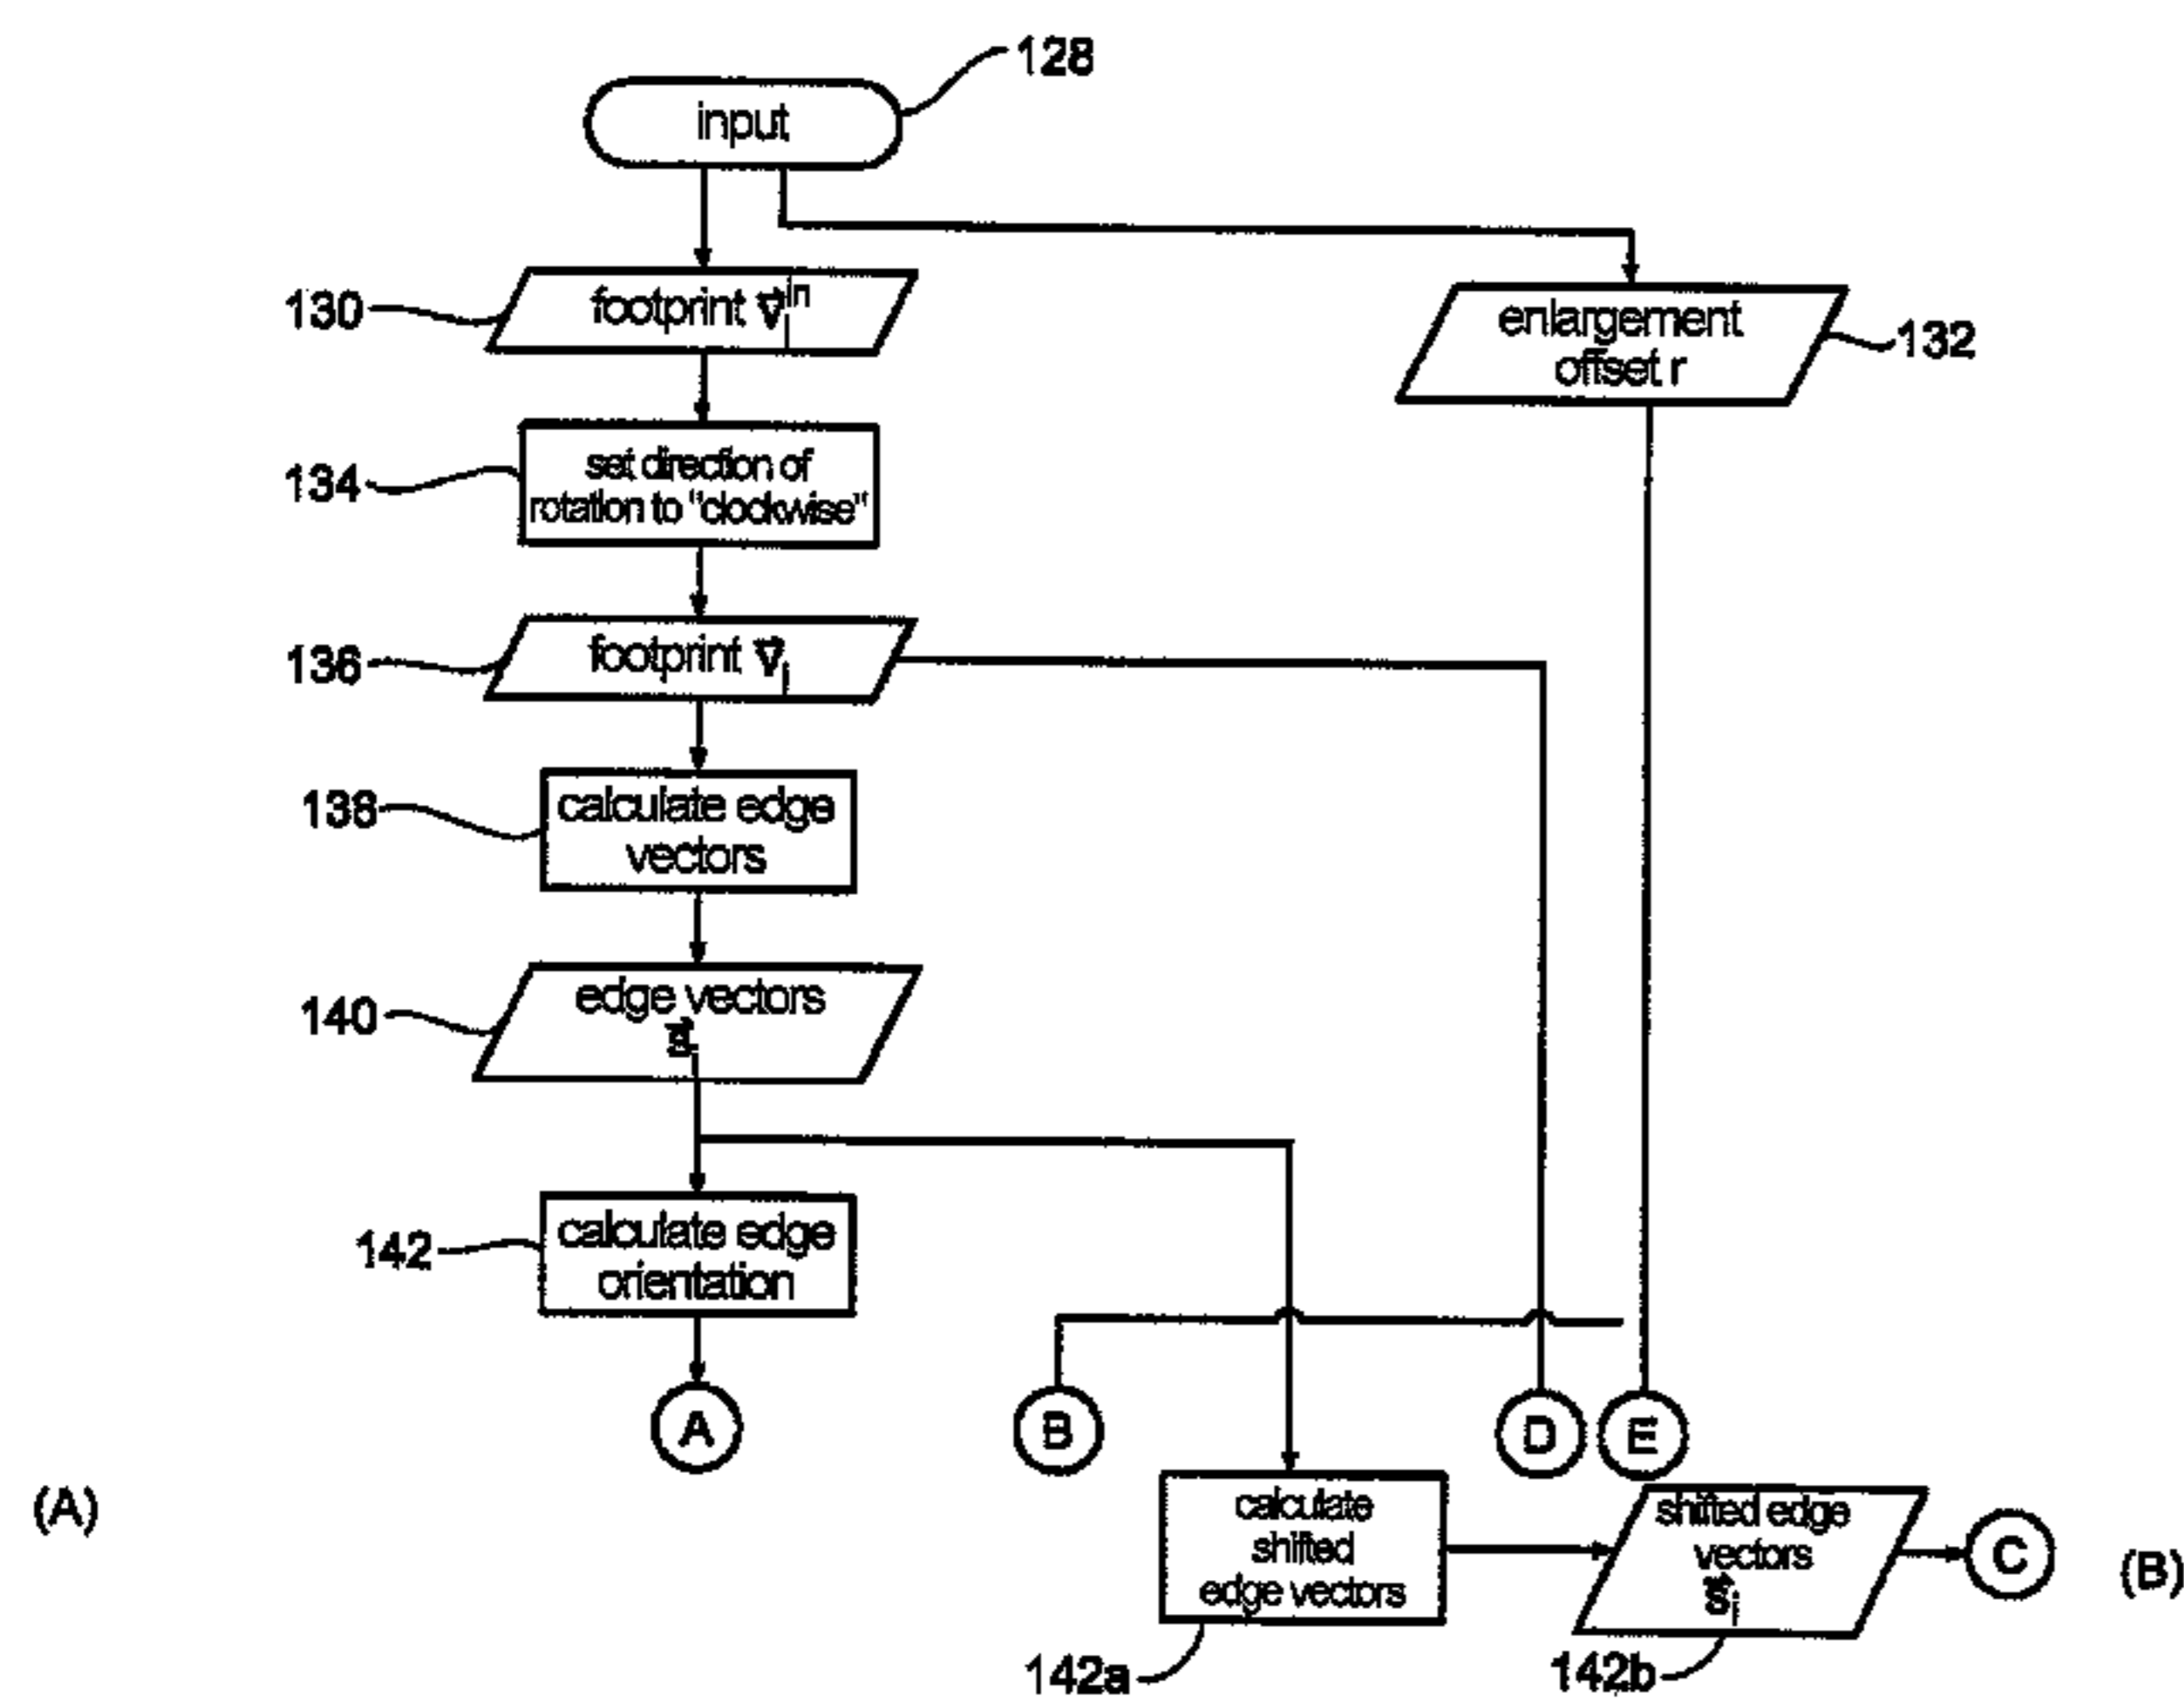 128
input
130
footprint v⃗ᵢⁱⁿ
enlargement
offset r
132
134
set direction of
rotation to "clockwise"
136
footprint v⃗ᵢ
138
calculate edge
vectors
140
edge vectors
142
calculate edge
orientation
A
B
D
E
(A)
calculate
shifted
edge vectors
shifted edge
vectors
s⃗ᵢ
C
(B)
142a
142b